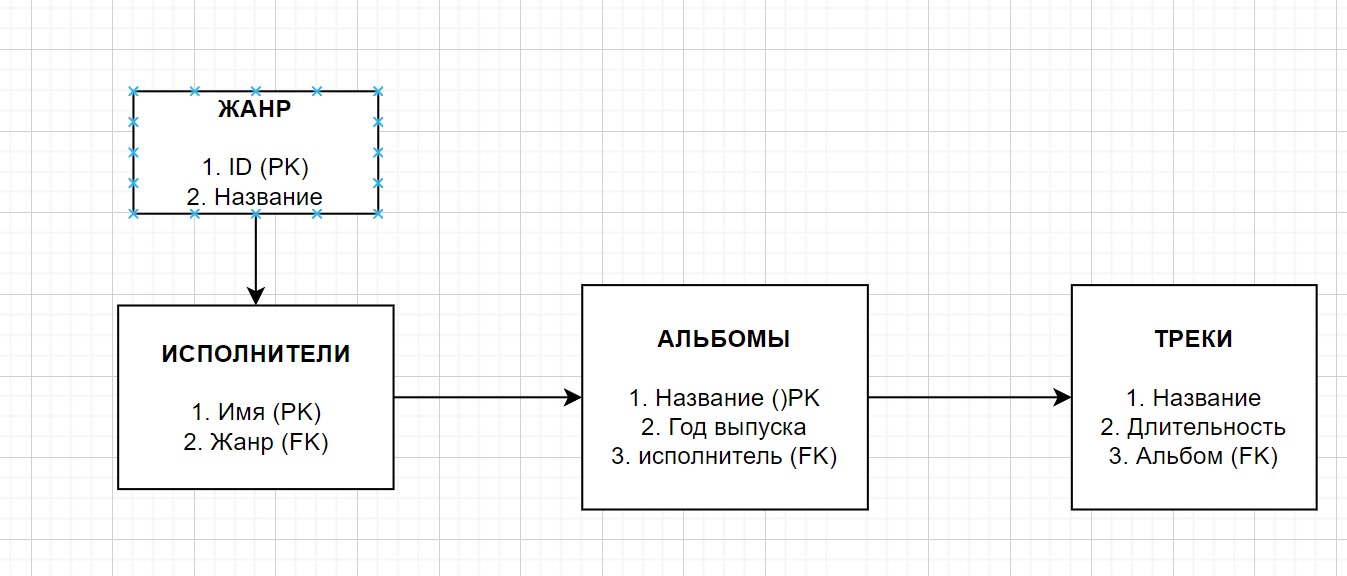 ЖАНР
1. ID (PK)
2. Название
ИСПОЛНИТЕЛИ
1. Имя (PK)
2. Жанр (FK)
АЛЬБОМЫ
1. Название ()PK
2. Год выпуска
3. исполнитель (FK)
ТРЕКИ
1. Название
2. Длительность
3. Альбом (FK)